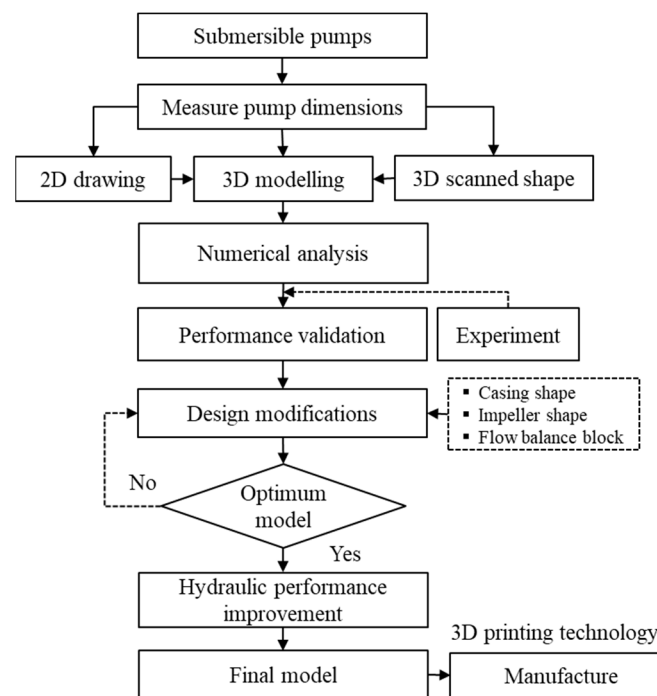 Submersible pumps
Measure pump dimensions
2D drawing
3D modelling
3D scanned shape
Numerical analysis
Performance validation
Experiment
Design modifications
▪ Casing shape
▪ Impeller shape
▪ Flow balance block
No
Optimum
model
Yes
Hydraulic performance
improvement
3D printing technology
Final model
Manufacture